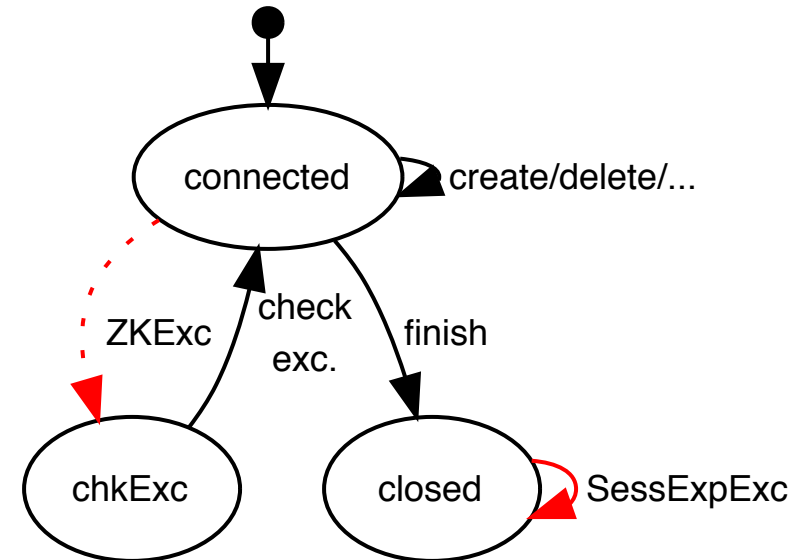 connected
create/delete/...
ZKExc
check
exc.
finish
chkExc
closed
SessExpExc